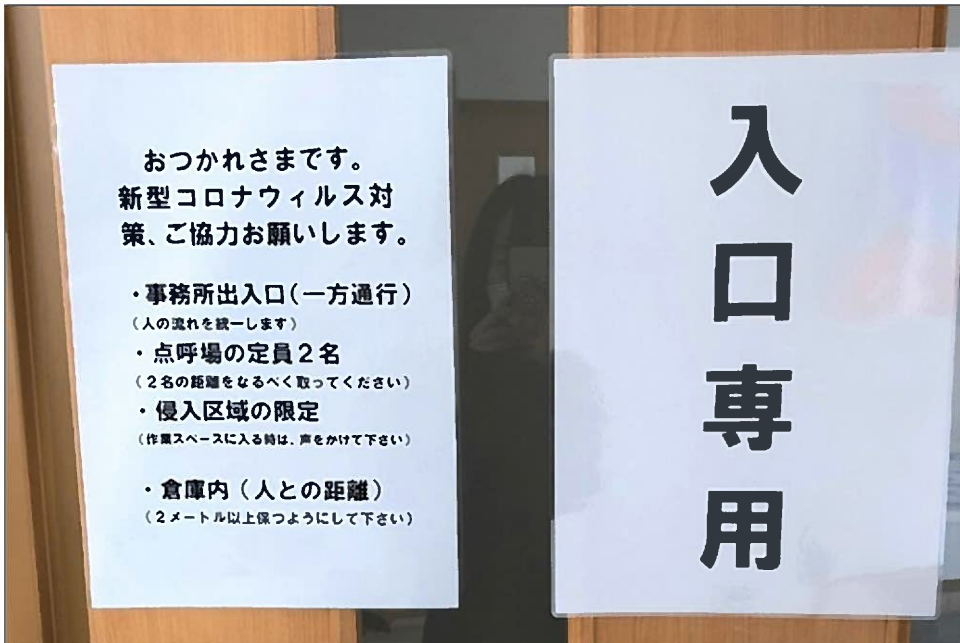 おつかれさまです。
新型コロナウィルス対
策、ご協力お願いします。
・事務所出入口(一方通行)
(人の流れを統一します)
・点呼場の定員2名
(2名の距離をなるべく取ってください)
・侵入区域の限定
(作業スペースに入る時は、声をかけて下さい)
・倉庫内(人との距離)
(2メートル以上保つようにして下さい)
入口専用